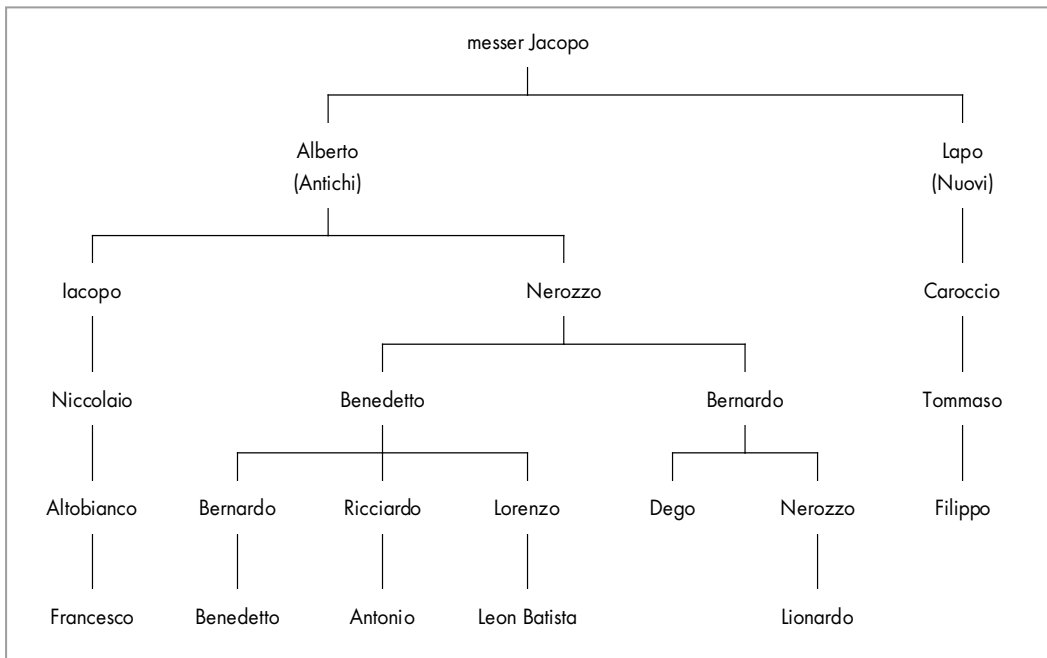 messer Jacopo
Alberto Lapo
(Antichi) (Nuovi)
Iacopo Nerozzo Caroccio
Niccolaio Benedetto Bernardo Tommaso
Altobianco Bernardo Ricciardo Lorenzo Dego Nerozzo Filippo
Francesco Benedetto Antonio Leon Batista Lionardo